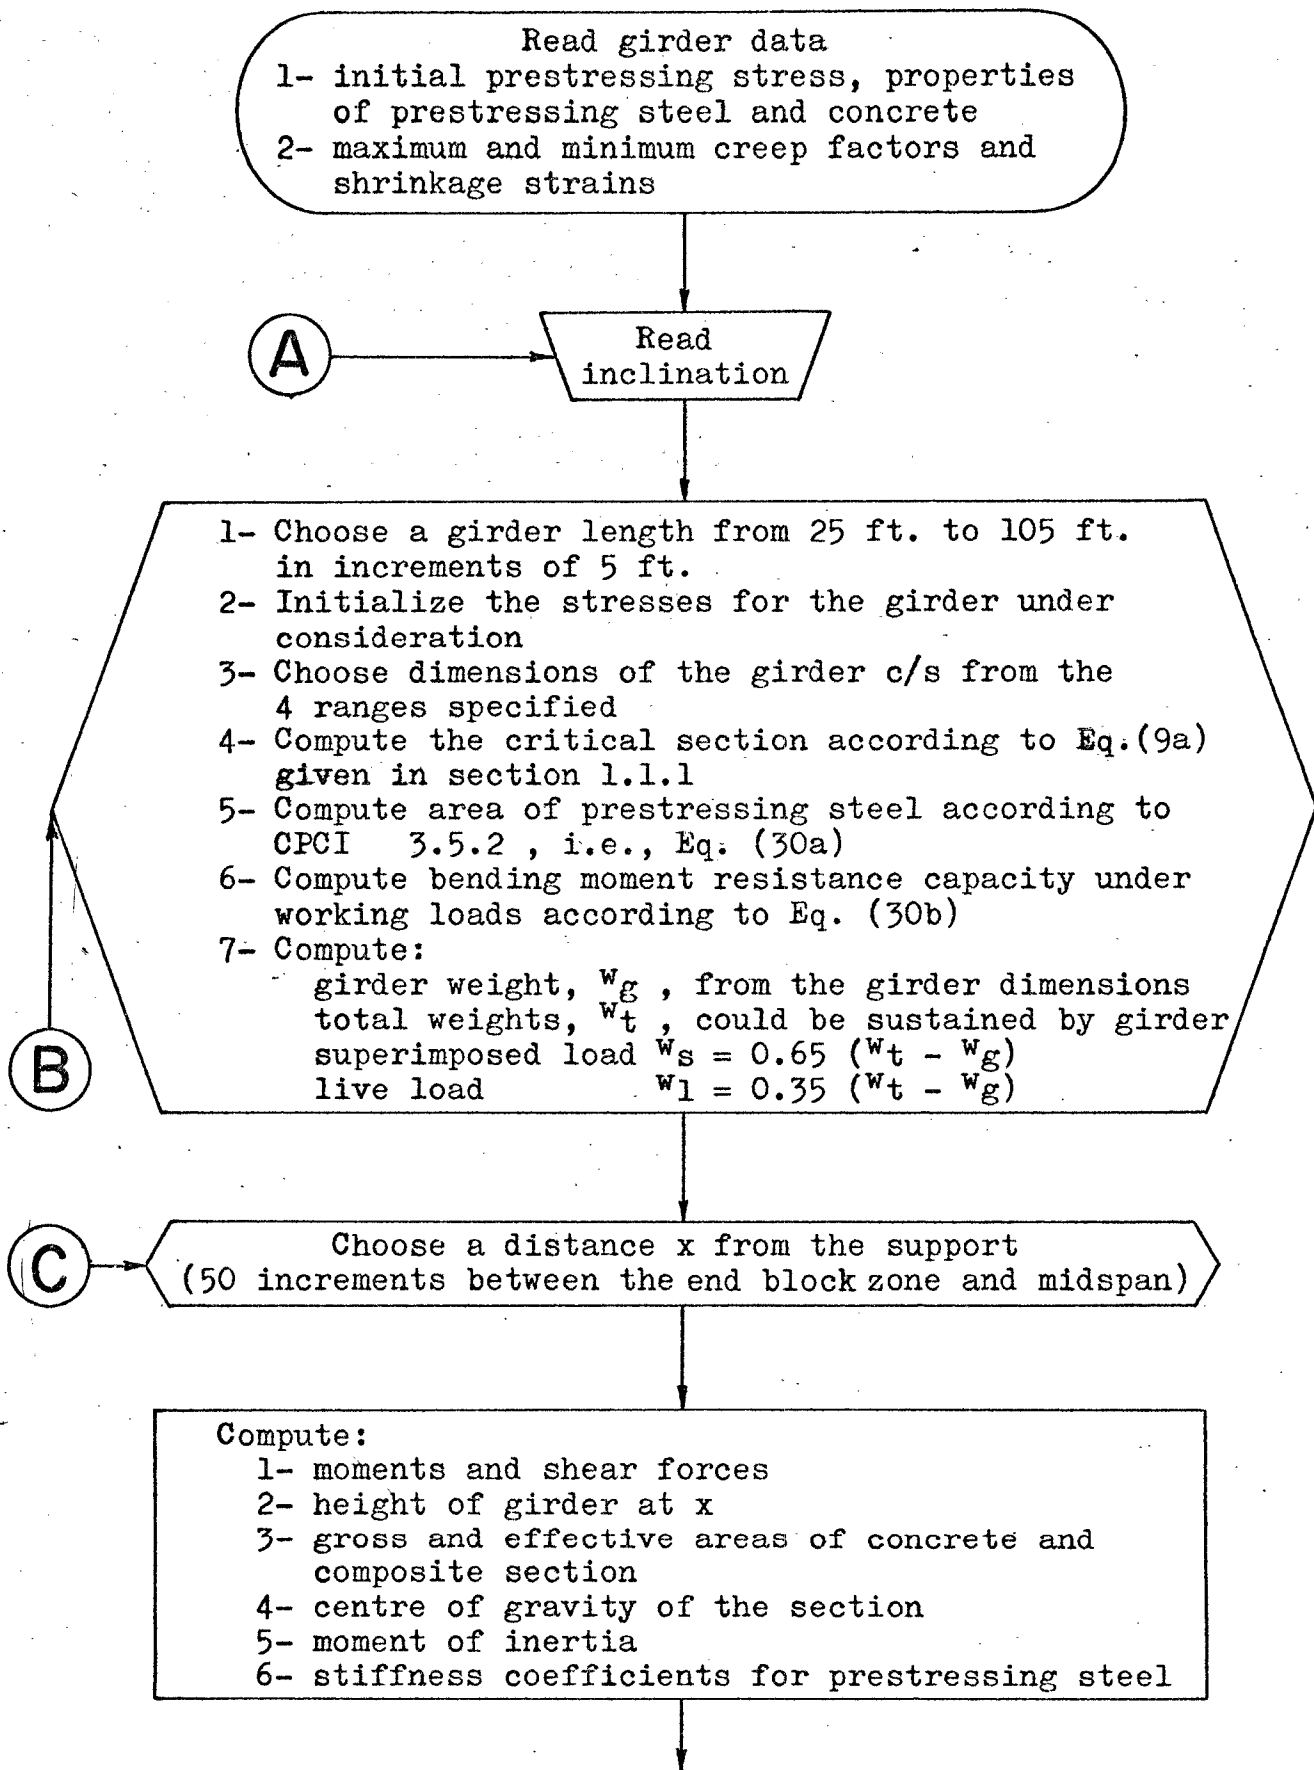 Read girder data
1- initial prestressing stress, properties
of prestressing steel and concrete
2- maximum and minimum creep factors and
shrinkage strains
A
Read
inclination
1- Choose a girder length from 25 ft. to 105 ft.
in increments of 5 ft.
2- Initialize the stresses for the girder under
consideration
3- Choose dimensions of the girder c/s from the
4 ranges specified
4- Compute the critical section according to Eq.(9a)
given in section 1.1.1
5- Compute area of prestressing steel according to
CPCI 3.5.2 , i.e., Eq. (30a)
6- Compute bending moment resistance capacity under
working loads according to Eq. (30b)
7- Compute:
girder weight, wg , from the girder dimensions
total weights, wt , could be sustained by girder
superimposed load ws = 0.65 (wt - wg)
live load wl = 0.35 (wt - wg)
B
C
Choose a distance x from the support
(50 increments between the end block zone and midspan)
Compute:
1- moments and shear forces
2- height of girder at x
3- gross and effective areas of concrete and
composite section
4- centre of gravity of the section
5- moment of inertia
6- stiffness coefficients for prestressing steel